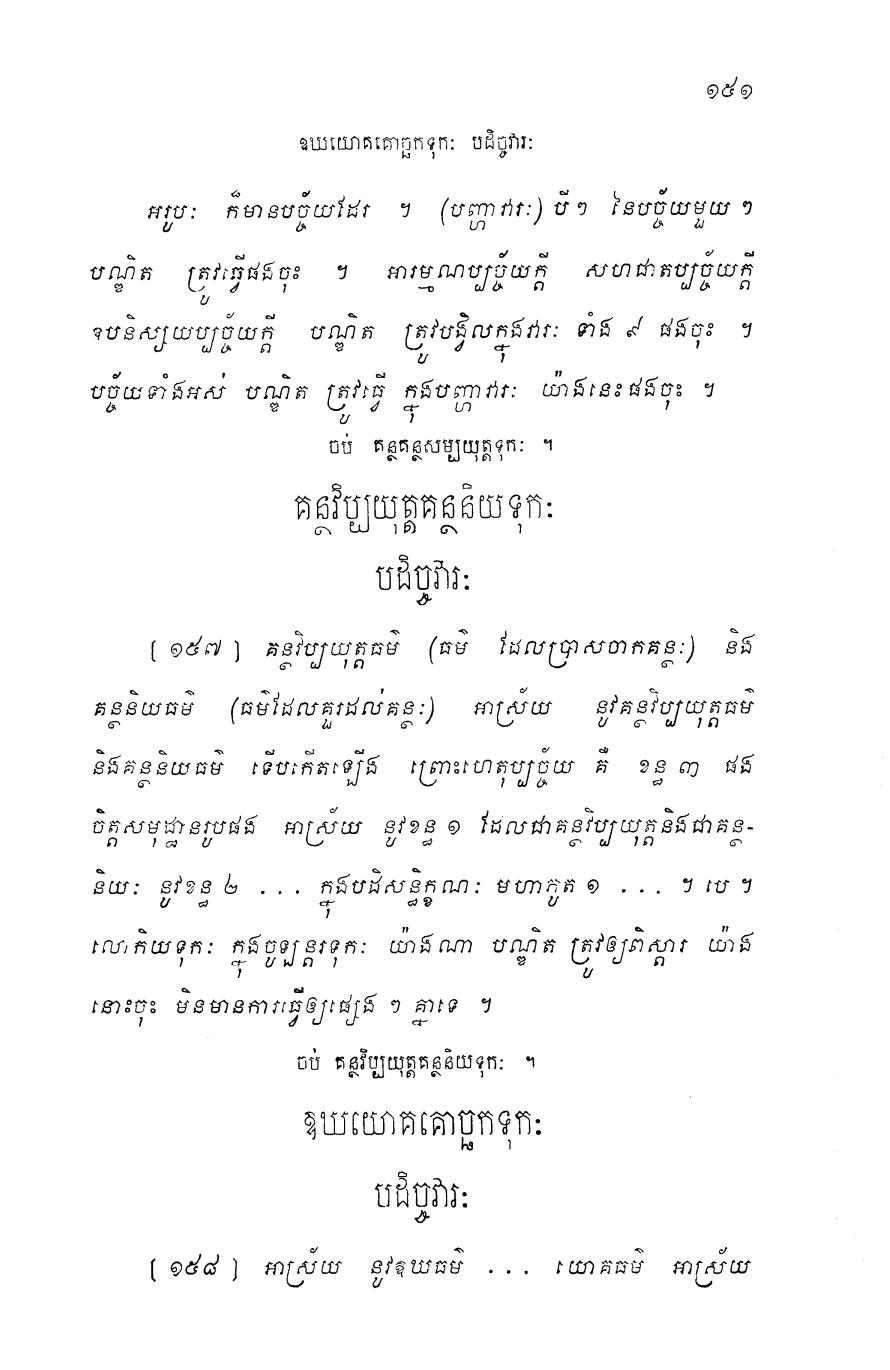 ១៥១
ឱឃយោគគោច្ឆកទុកៈ បដិច្ចវារៈ
អរូបៈ ក៏មានបច្ច័យដែរ ។ (បញ្ហាវារៈ) បី ៗ នៃបច្ច័យមួយ ៗ
បណ្ឌិត ត្រូវធ្វើផងចុះ ។ អារម្មណប្បច្ច័យក្តី សហជាតប្បច្ច័យក្តី
ឧបនិស្សយប្បច្ច័យក្តី បណ្ឌិត ត្រូវបង្វិលក្នុងវារៈ ទាំង ៩ ផងចុះ ។
បច្ច័យទាំងអស់ បណ្ឌិត ត្រូវធ្វើ ក្នុងបញ្ហាវារៈ យ៉ាងនេះផងចុះ ។
ចប់ គន្ថគន្ថសម្បយុត្តទុកៈ ។
គន្ថវិប្បយុត្តគន្ថនិយទុកៈ
បដិច្ចវារៈ
[ ១៥៧ ] គន្ថវិប្បយុត្តធម៌ (ធម៌ ដែលប្រាសចាកគន្ថៈ) និង
គន្ថនិយធម៌ (ធម៌ដែលគួរដល់គន្ថៈ) អាស្រ័យ នូវគន្ថវិប្បយុត្តធម៌
និងគន្ថនិយធម៌ ទើបកើតឡើង ព្រោះហេតុប្បច្ច័យ គឺ ខន្ធ ៣ ផង
ចិត្តសមុដ្ឋានរូបផង អាស្រ័យ នូវខន្ធ ១ ដែលជាគន្ថវិប្បយុត្តនិងជាគន្ថ-
និយៈ នូវខន្ធ ២ ... ក្នុងបដិសន្ធិក្ខណៈ មហាភូត ១ ... ។ បេ ។
លោកិយទុកៈ ក្នុងចូឡន្តរទុកៈ យ៉ាងណា បណ្ឌិត ត្រូវឲ្យពិស្តារ យ៉ាង
នោះចុះ មិនមានការធ្វើឲ្យផ្សេង ៗ គ្នាទេ ។
ចប់ គន្ថវិប្បយុត្តគន្ថនិយទុកៈ ។
ឱឃយោគគោច្ឆកទុកៈ
បដិច្ចវារៈ
[ ១៥៨ ] អាស្រ័យ នូវឱឃធម៌ ... យោគធម៌ អាស្រ័យ